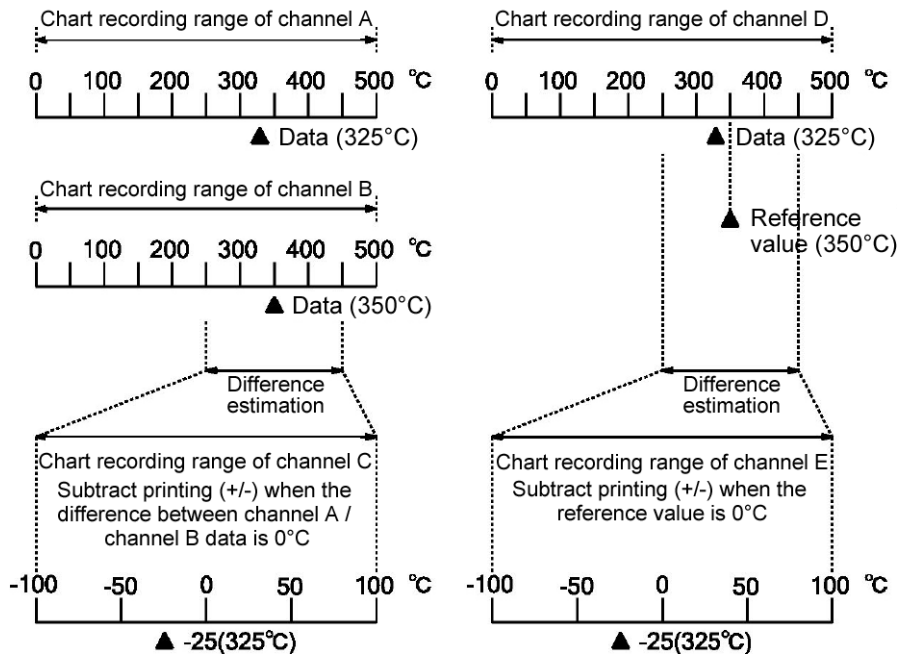 Chart recording range of channel A
0 100 200 300 400 500 °C
▲ Data (325°C)
Chart recording range of channel B
0 100 200 300 400 500 °C
▲ Data (350°C)
Difference
estimation
Chart recording range of channel C
Subtract printing (+/-) when the
difference between channel A /
channel B data is 0°C
-100 -50 0 50 100 °C
▲ -25(325°C)
Chart recording range of channel D
0 100 200 300 400 500 °C
▲ Data (325°C)
▲ Reference
value (350°C)
Difference
estimation
Chart recording range of channel E
Subtract printing (+/-) when the
reference value is 0°C
-100 -50 0 50 100 °C
▲ -25(325°C)